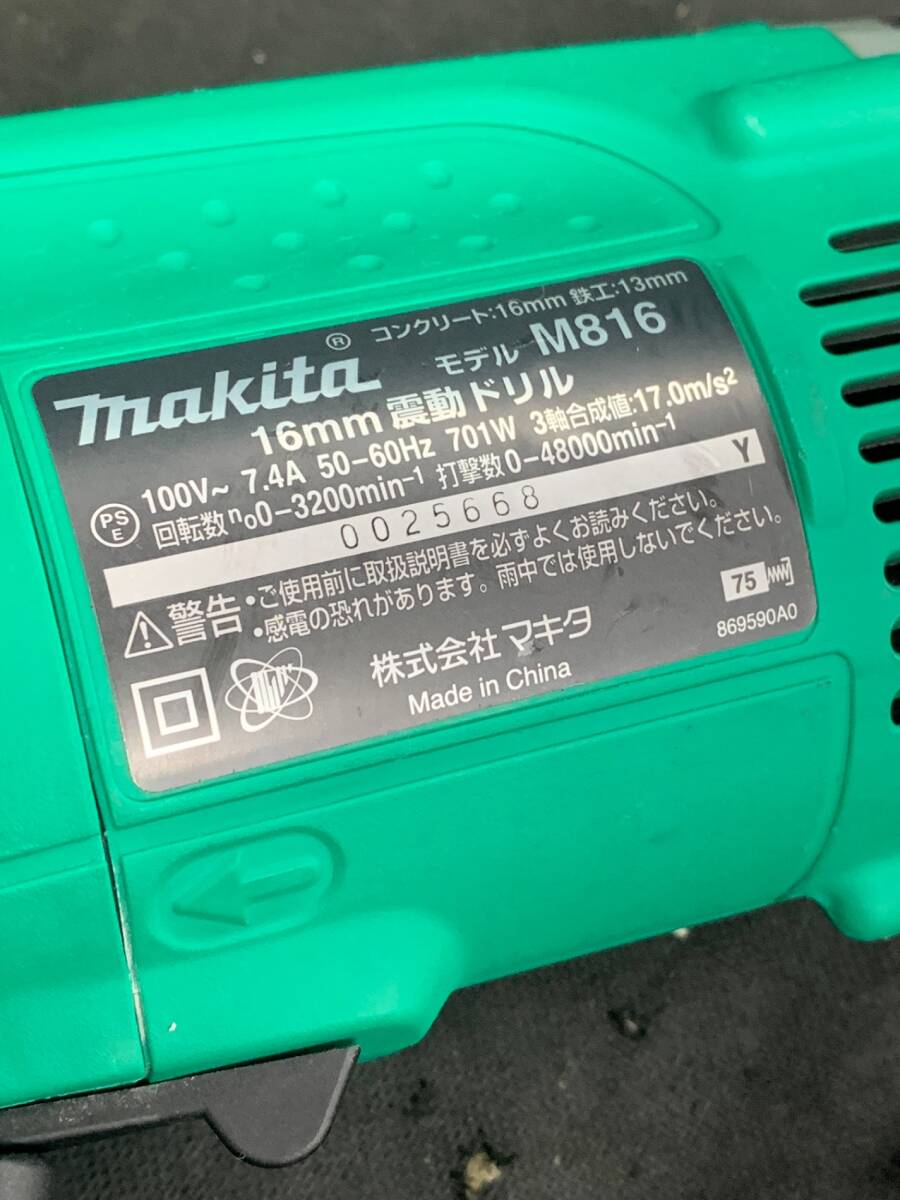 コンクリート:16mm 鉄工:13mm
makita® モデル M816
16mm 震動ドリル
PSE 100V~ 7.4A 50-60Hz 701W 3軸合成値:17.0m/s²
回転数n₀0-3200min⁻¹ 打撃数0-48000min⁻¹
0025668 Y
警告 •ご使用前に取扱説明書を必ずよくお読みください。
•感電の恐れがあります。雨中では使用しないでください。
75
株式会社マキタ 869590A0
Made in China